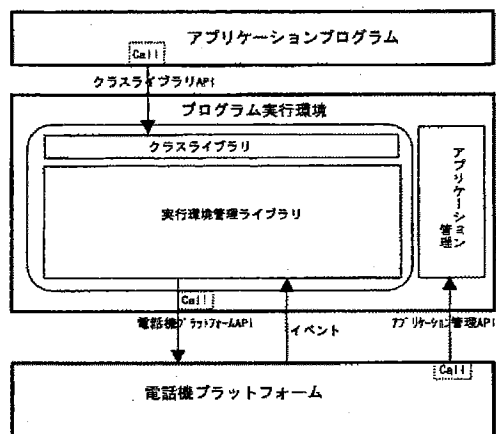 アプリケーションプログラム
Call
クラスライブラリAPI
プログラム実行環境
クラスライブラリ
実行環境管理ライブラリ
アプリケーション管理
Call
電話機プラットフォームAPI
イベント
アプリケーション管理API
Call
電話機プラットフォーム